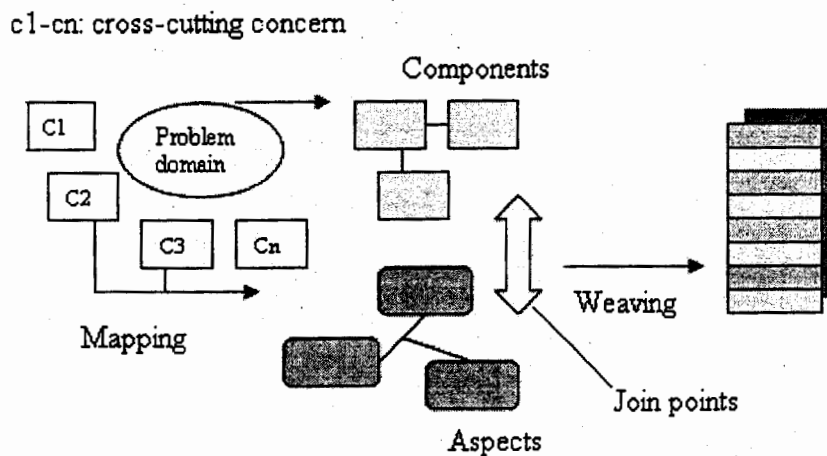 c1-cn: cross-cutting concern
Components
C1
Problem
domain
C2
C3
Cn
Mapping
Weaving
Join points
Aspects